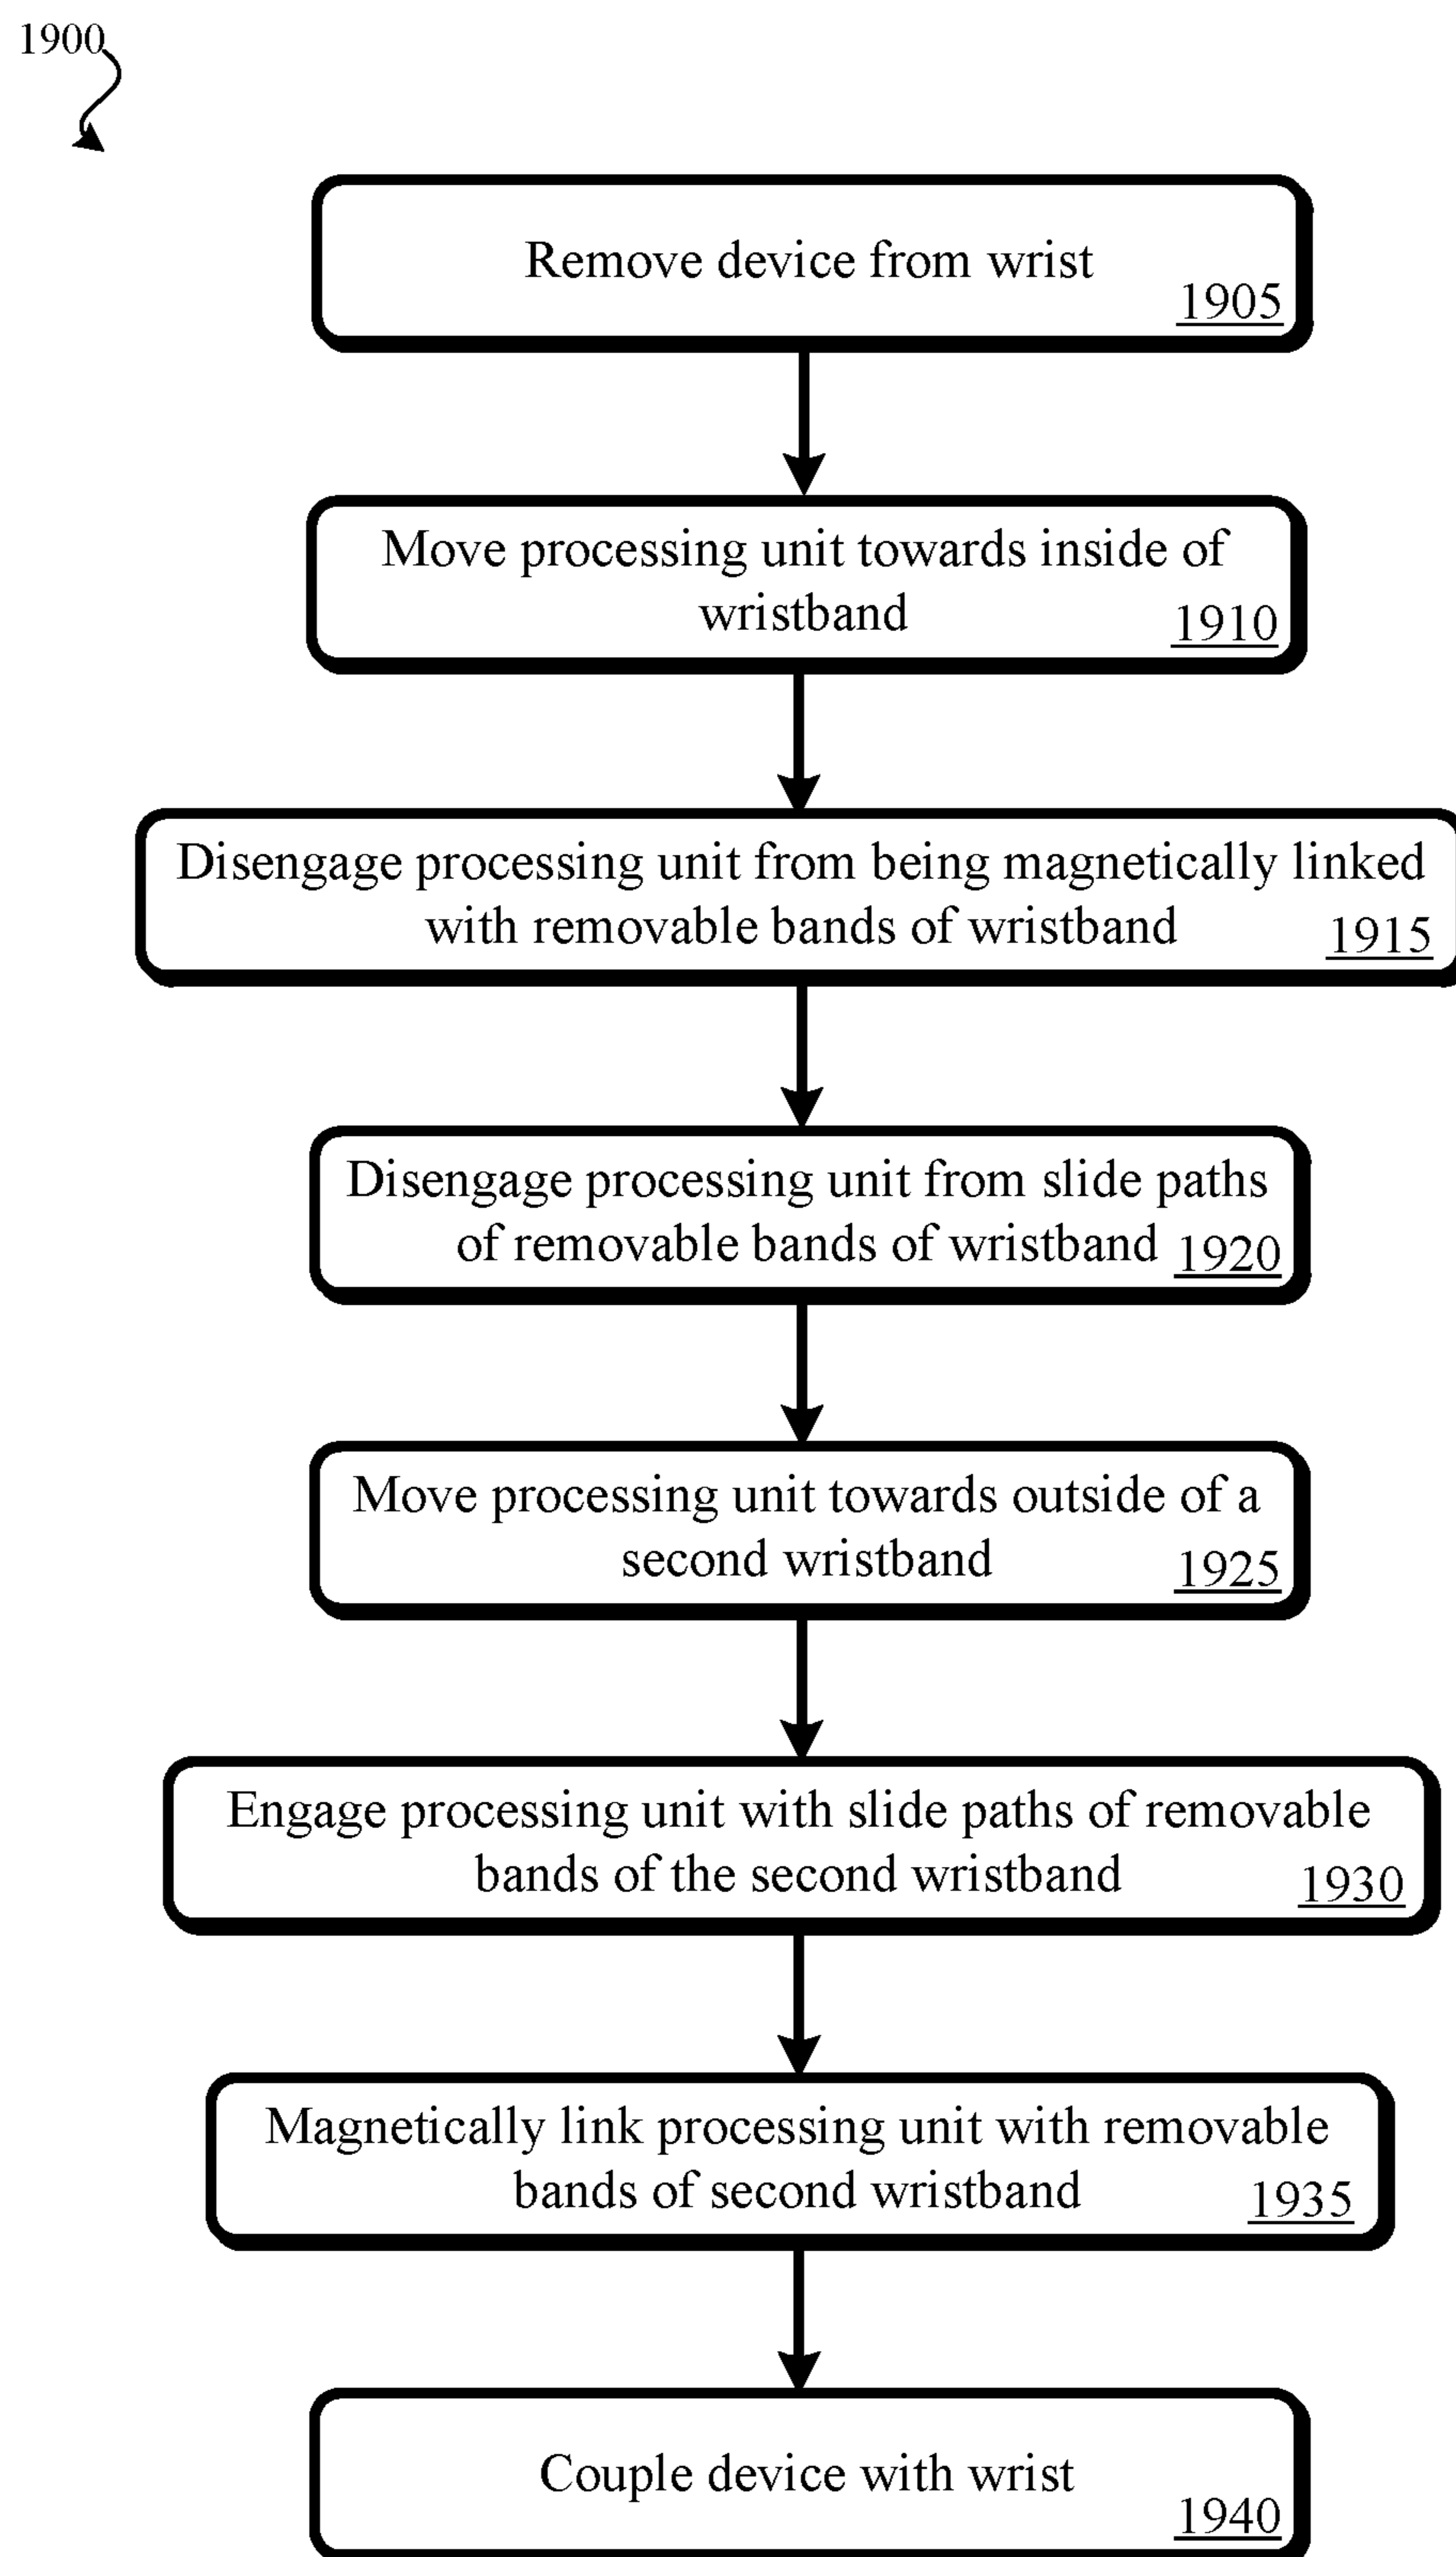 1900
Remove device from wrist
1905
Move processing unit towards inside of
wristband
1910
Disengage processing unit from being magnetically linked
with removable bands of wristband
1915
Disengage processing unit from slide paths
of removable bands of wristband
1920
Move processing unit towards outside of a
second wristband
1925
Engage processing unit with slide paths of removable
bands of the second wristband
1930
Magnetically link processing unit with removable
bands of second wristband
1935
Couple device with wrist
1940